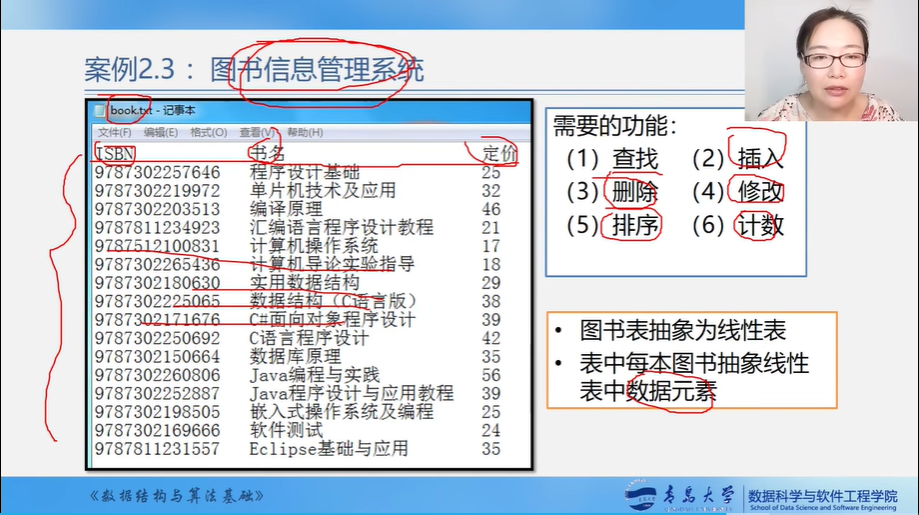 案例2.3：图书信息管理系统
book.txt - 记事本
文件(F) 编辑(E) 格式(O) 查看(V) 帮助(H)
ISBN 书名 定价
9787302257646 程序设计基础 25
9787302219972 单片机技术及应用 32
9787302203513 编译原理 46
9787811234923 汇编语言程序设计教程 21
9787512100831 计算机操作系统 17
9787302265436 计算机导论实验指导 18
9787302180630 实用数据结构 29
9787302225065 数据结构（C语言版） 38
9787302171676 C#面向对象程序设计 39
9787302250692 C语言程序设计 42
9787302150664 数据库原理 35
9787302260806 Java编程与实践 56
9787302252887 Java程序设计与应用教程 39
9787302198505 嵌入式操作系统及编程 25
9787302169666 软件测试 24
9787811231557 Eclipse基础与应用 35
需要的功能：
（1）查找 （2）插入
（3）删除 （4）修改
（5）排序 （6）计数
• 图书表抽象为线性表
• 表中每本图书抽象线性
表中数据元素
《数据结构与算法基础》
青岛大学
数据科学与软件工程学院
School of Data Science and Software Engineering